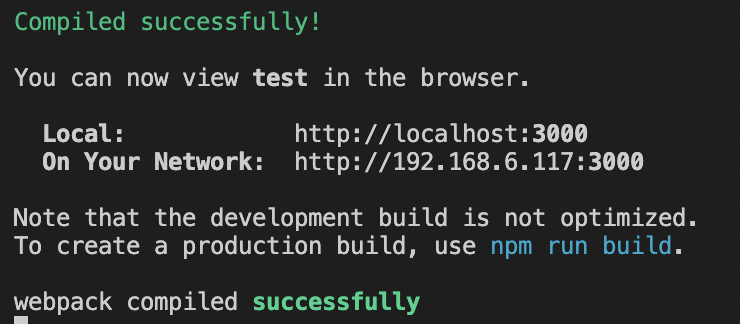 Compiled successfully!
You can now view test in the browser.
Local: http://localhost:3000
On Your Network: http://192.168.6.117:3000
Note that the development build is not optimized.
To create a production build, use npm run build.
webpack compiled successfully